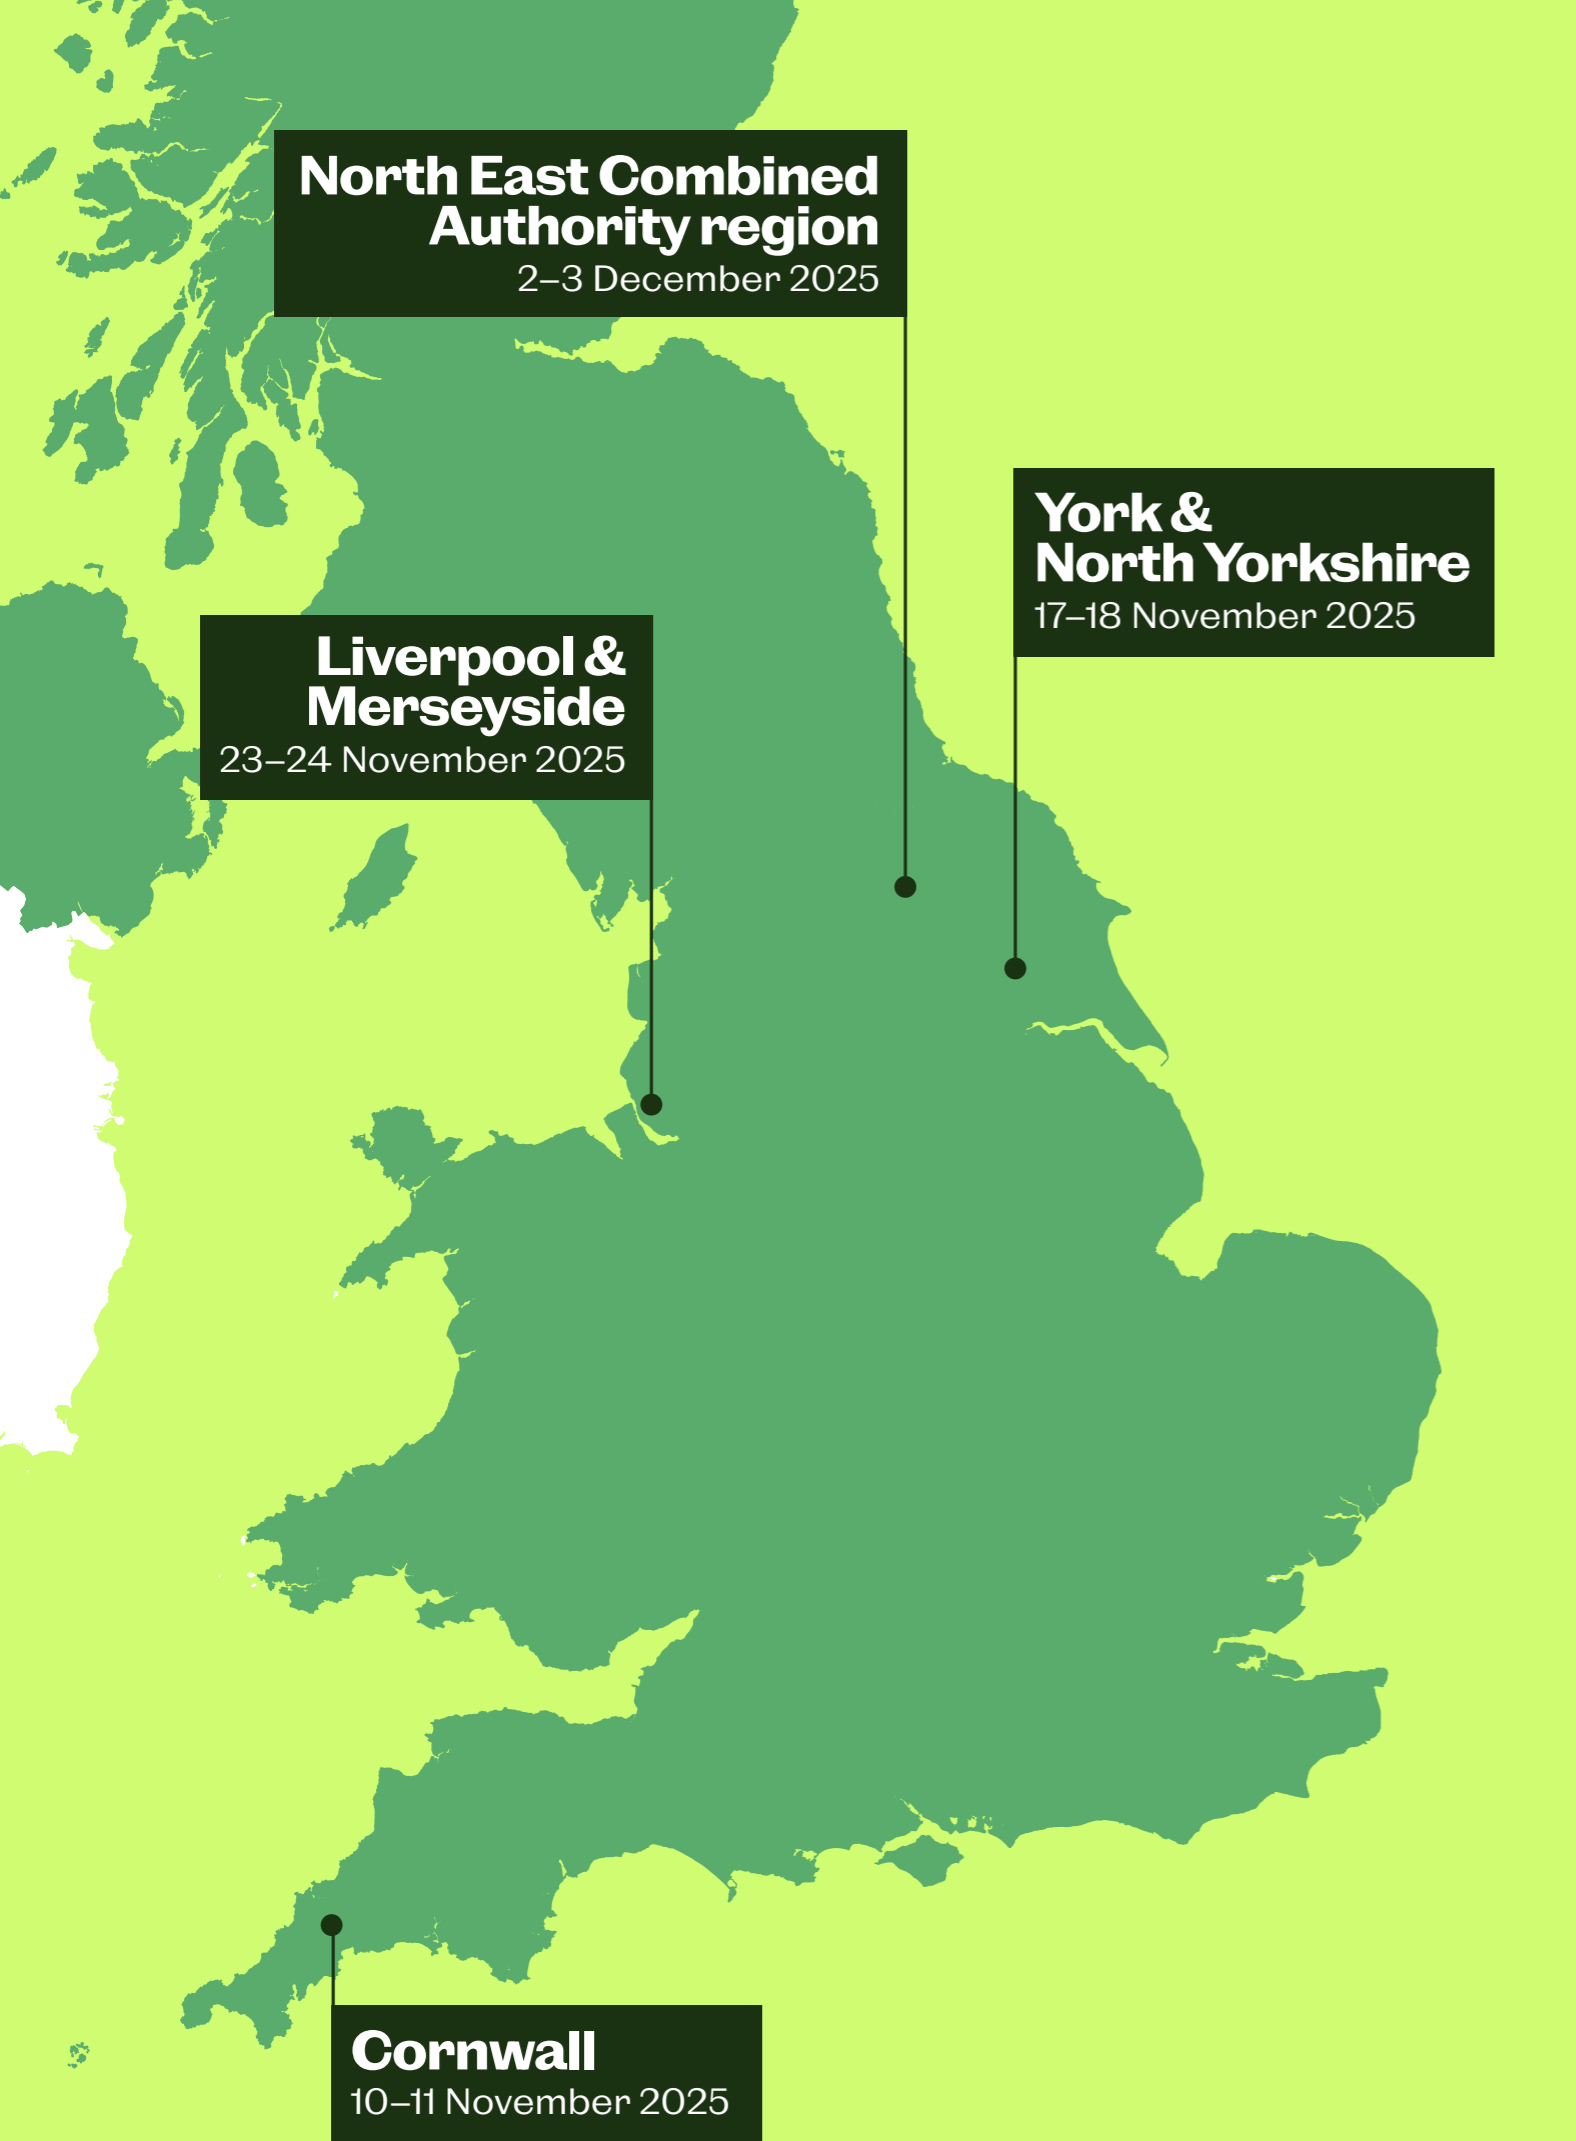 North East Combined
Authority region
2–3 December 2025
York &
North Yorkshire
17–18 November 2025
Liverpool &
Merseyside
23–24 November 2025
Cornwall
10–11 November 2025